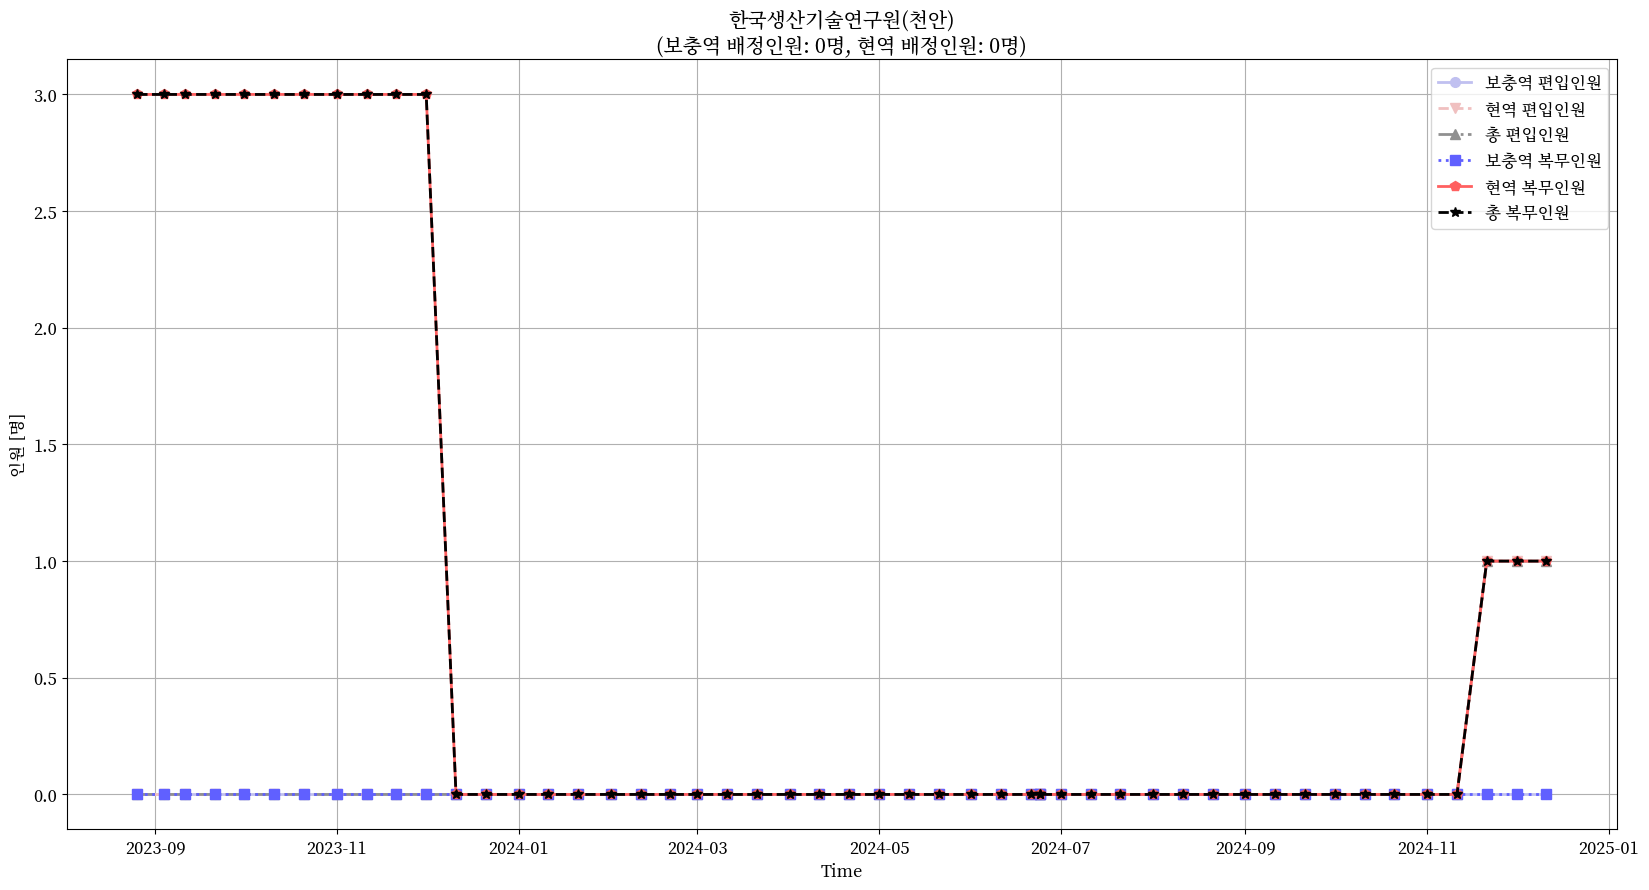 한국생산기술연구원(천안)
(보충역 배정인원: 0명, 현역 배정인원: 0명)
보충역 편입인원
현역 편입인원
총 편입인원
보충역 복무인원
현역 복무인원
총 복무인원
인원 [명]
3.0
2.5
2.0
1.5
1.0
0.5
0.0
2023-09
2023-11
2024-01
2024-03
2024-05
2024-07
2024-09
2024-11
2025-01
Time